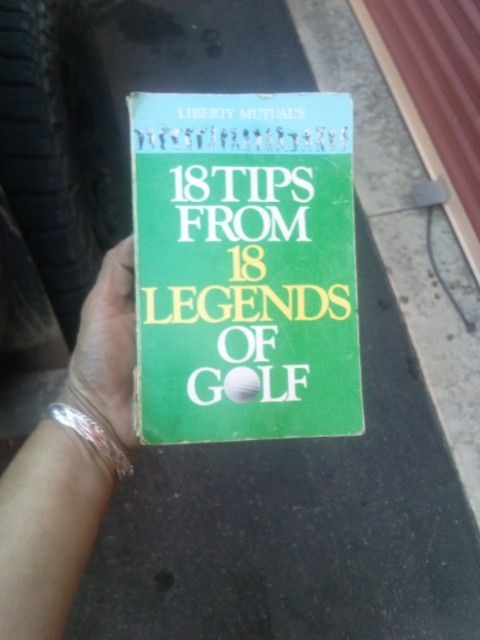 LIBERTY MUTUAL'S
18 TIPS
FROM
18
LEGENDS
OF
GOLF